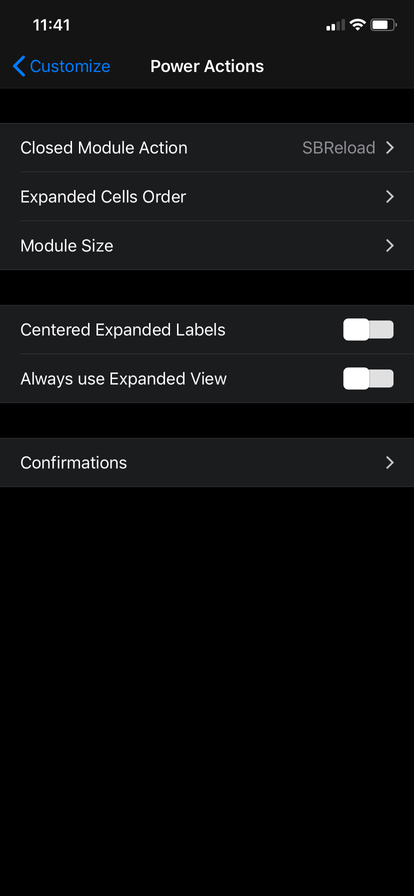 11:41
Customize
Power Actions
Closed Module Action SBReload
Expanded Cells Order
Module Size
Centered Expanded Labels
Always use Expanded View
Confirmations